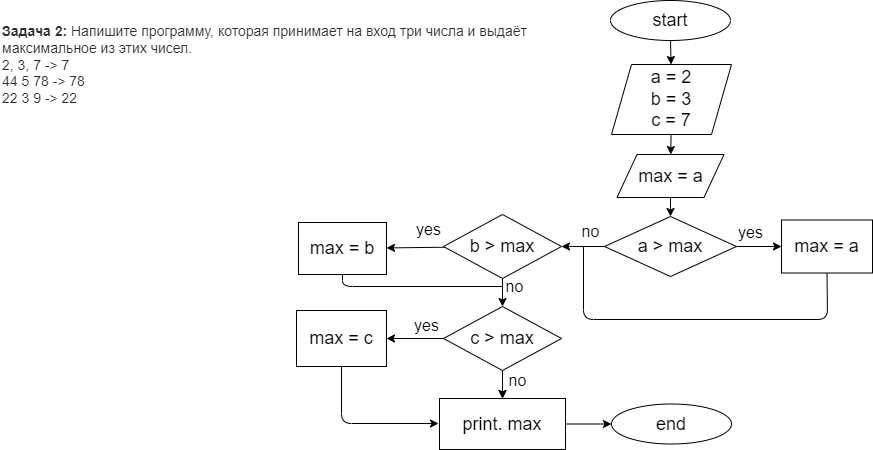 Задача 2: Напишите программу, которая принимает на вход три числа и выдаёт
максимальное из этих чисел.
2, 3, 7 -> 7
44 5 78 -> 78
22 3 9 -> 22
start
a = 2
b = 3
c = 7
max = a
a > max
yes
max = a
no
b > max
yes
max = b
no
c > max
yes
max = c
no
print. max
end